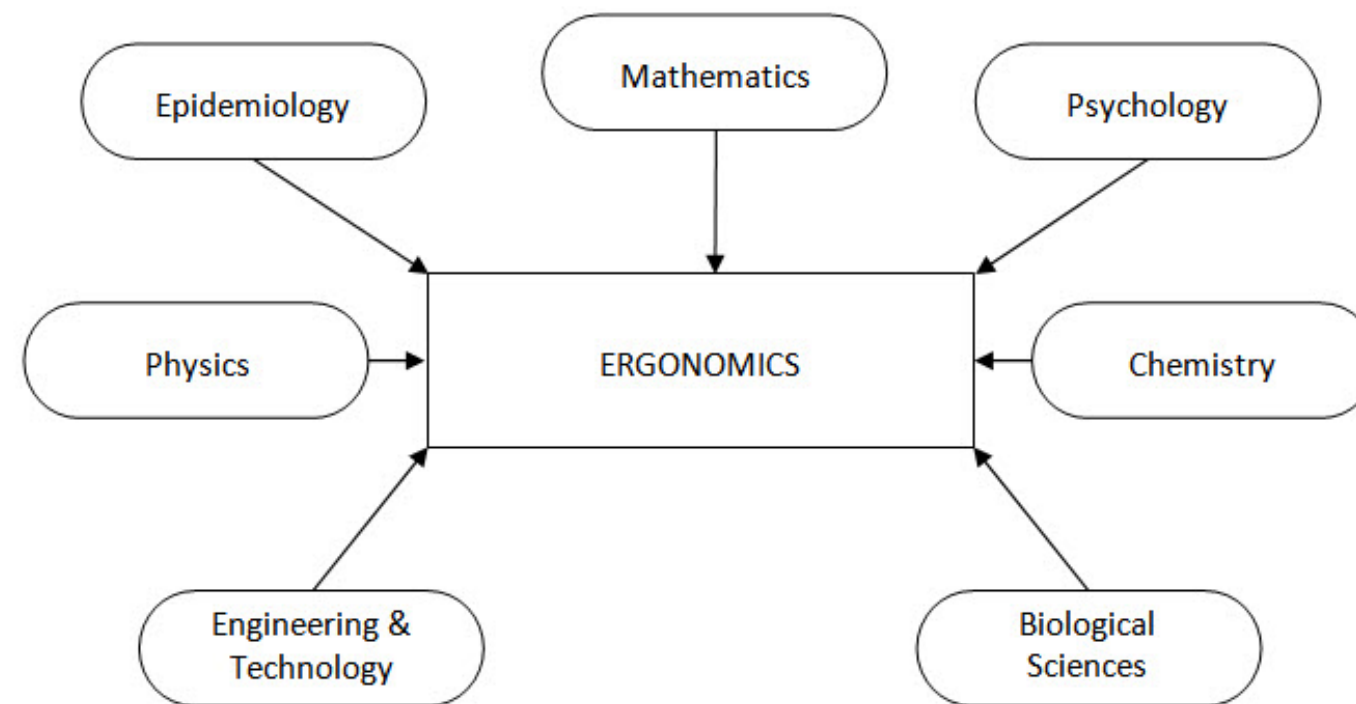 Epidemiology
Mathematics
Psychology
Physics
ERGONOMICS
Chemistry
Engineering &
Technology
Biological
Sciences